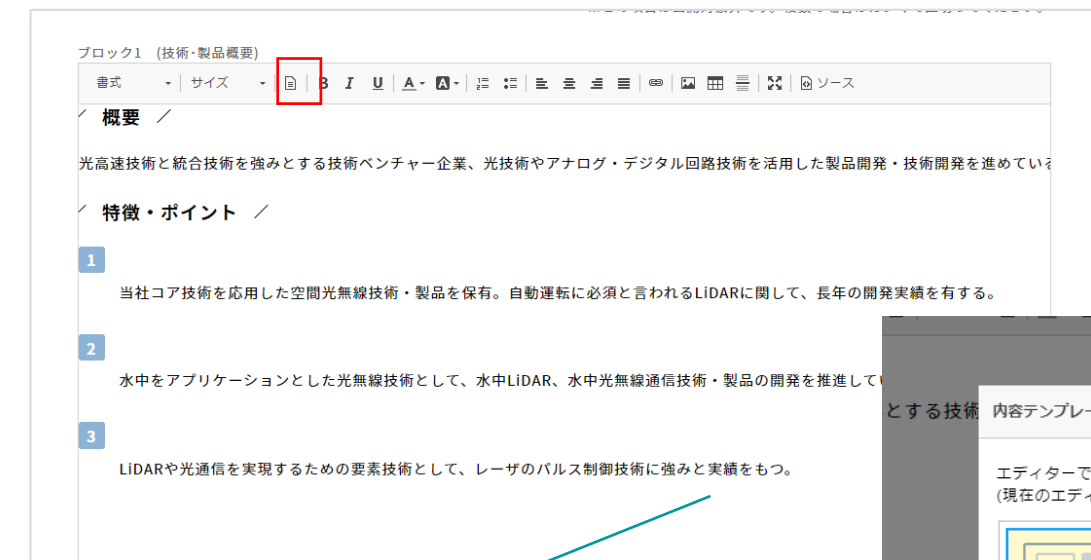 ブロック1 (技術・製品概要)
書式 サイズ B I U A A ソース
概要
光高速技術と統合技術を強みとする技術ベンチャー企業、光技術やアナログ・デジタル回路技術を活用した製品開発・技術開発を進めている
特徴・ポイント
1
当社コア技術を応用した空間光無線技術・製品を保有。自動運転に必須と言われるLiDARに関して、長年の開発実績を有する。
2
水中をアプリケーションとした光無線技術として、水中LiDAR、水中光無線通信技術・製品の開発を推進して
とする技術
内容テンプレー
3
LiDARや光通信を実現するための要素技術として、レーザのパルス制御技術に強みと実績をもつ。
エディターで
(現在のエディ